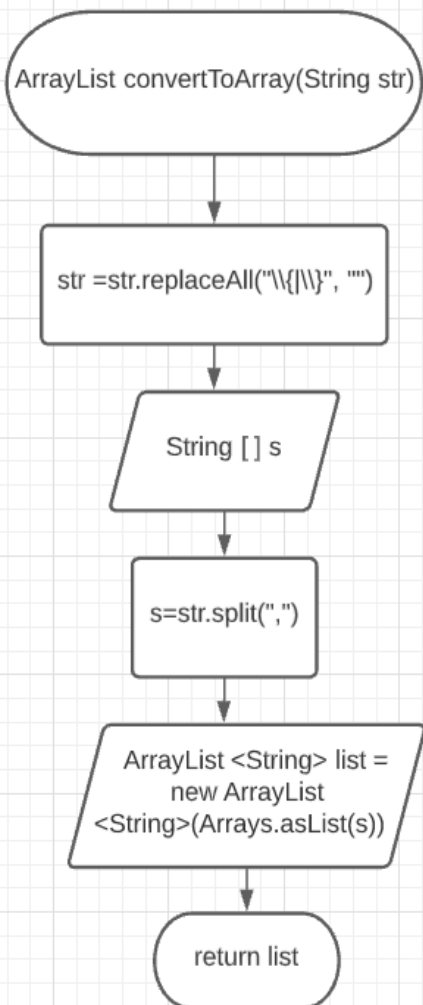 ArrayList convertToArray(String str)
str =str.replaceAll("\\{|\\}", "")
String [ ] s
s=str.split(",")
ArrayList <String> list =
new ArrayList
<String>(Arrays.asList(s))
return list